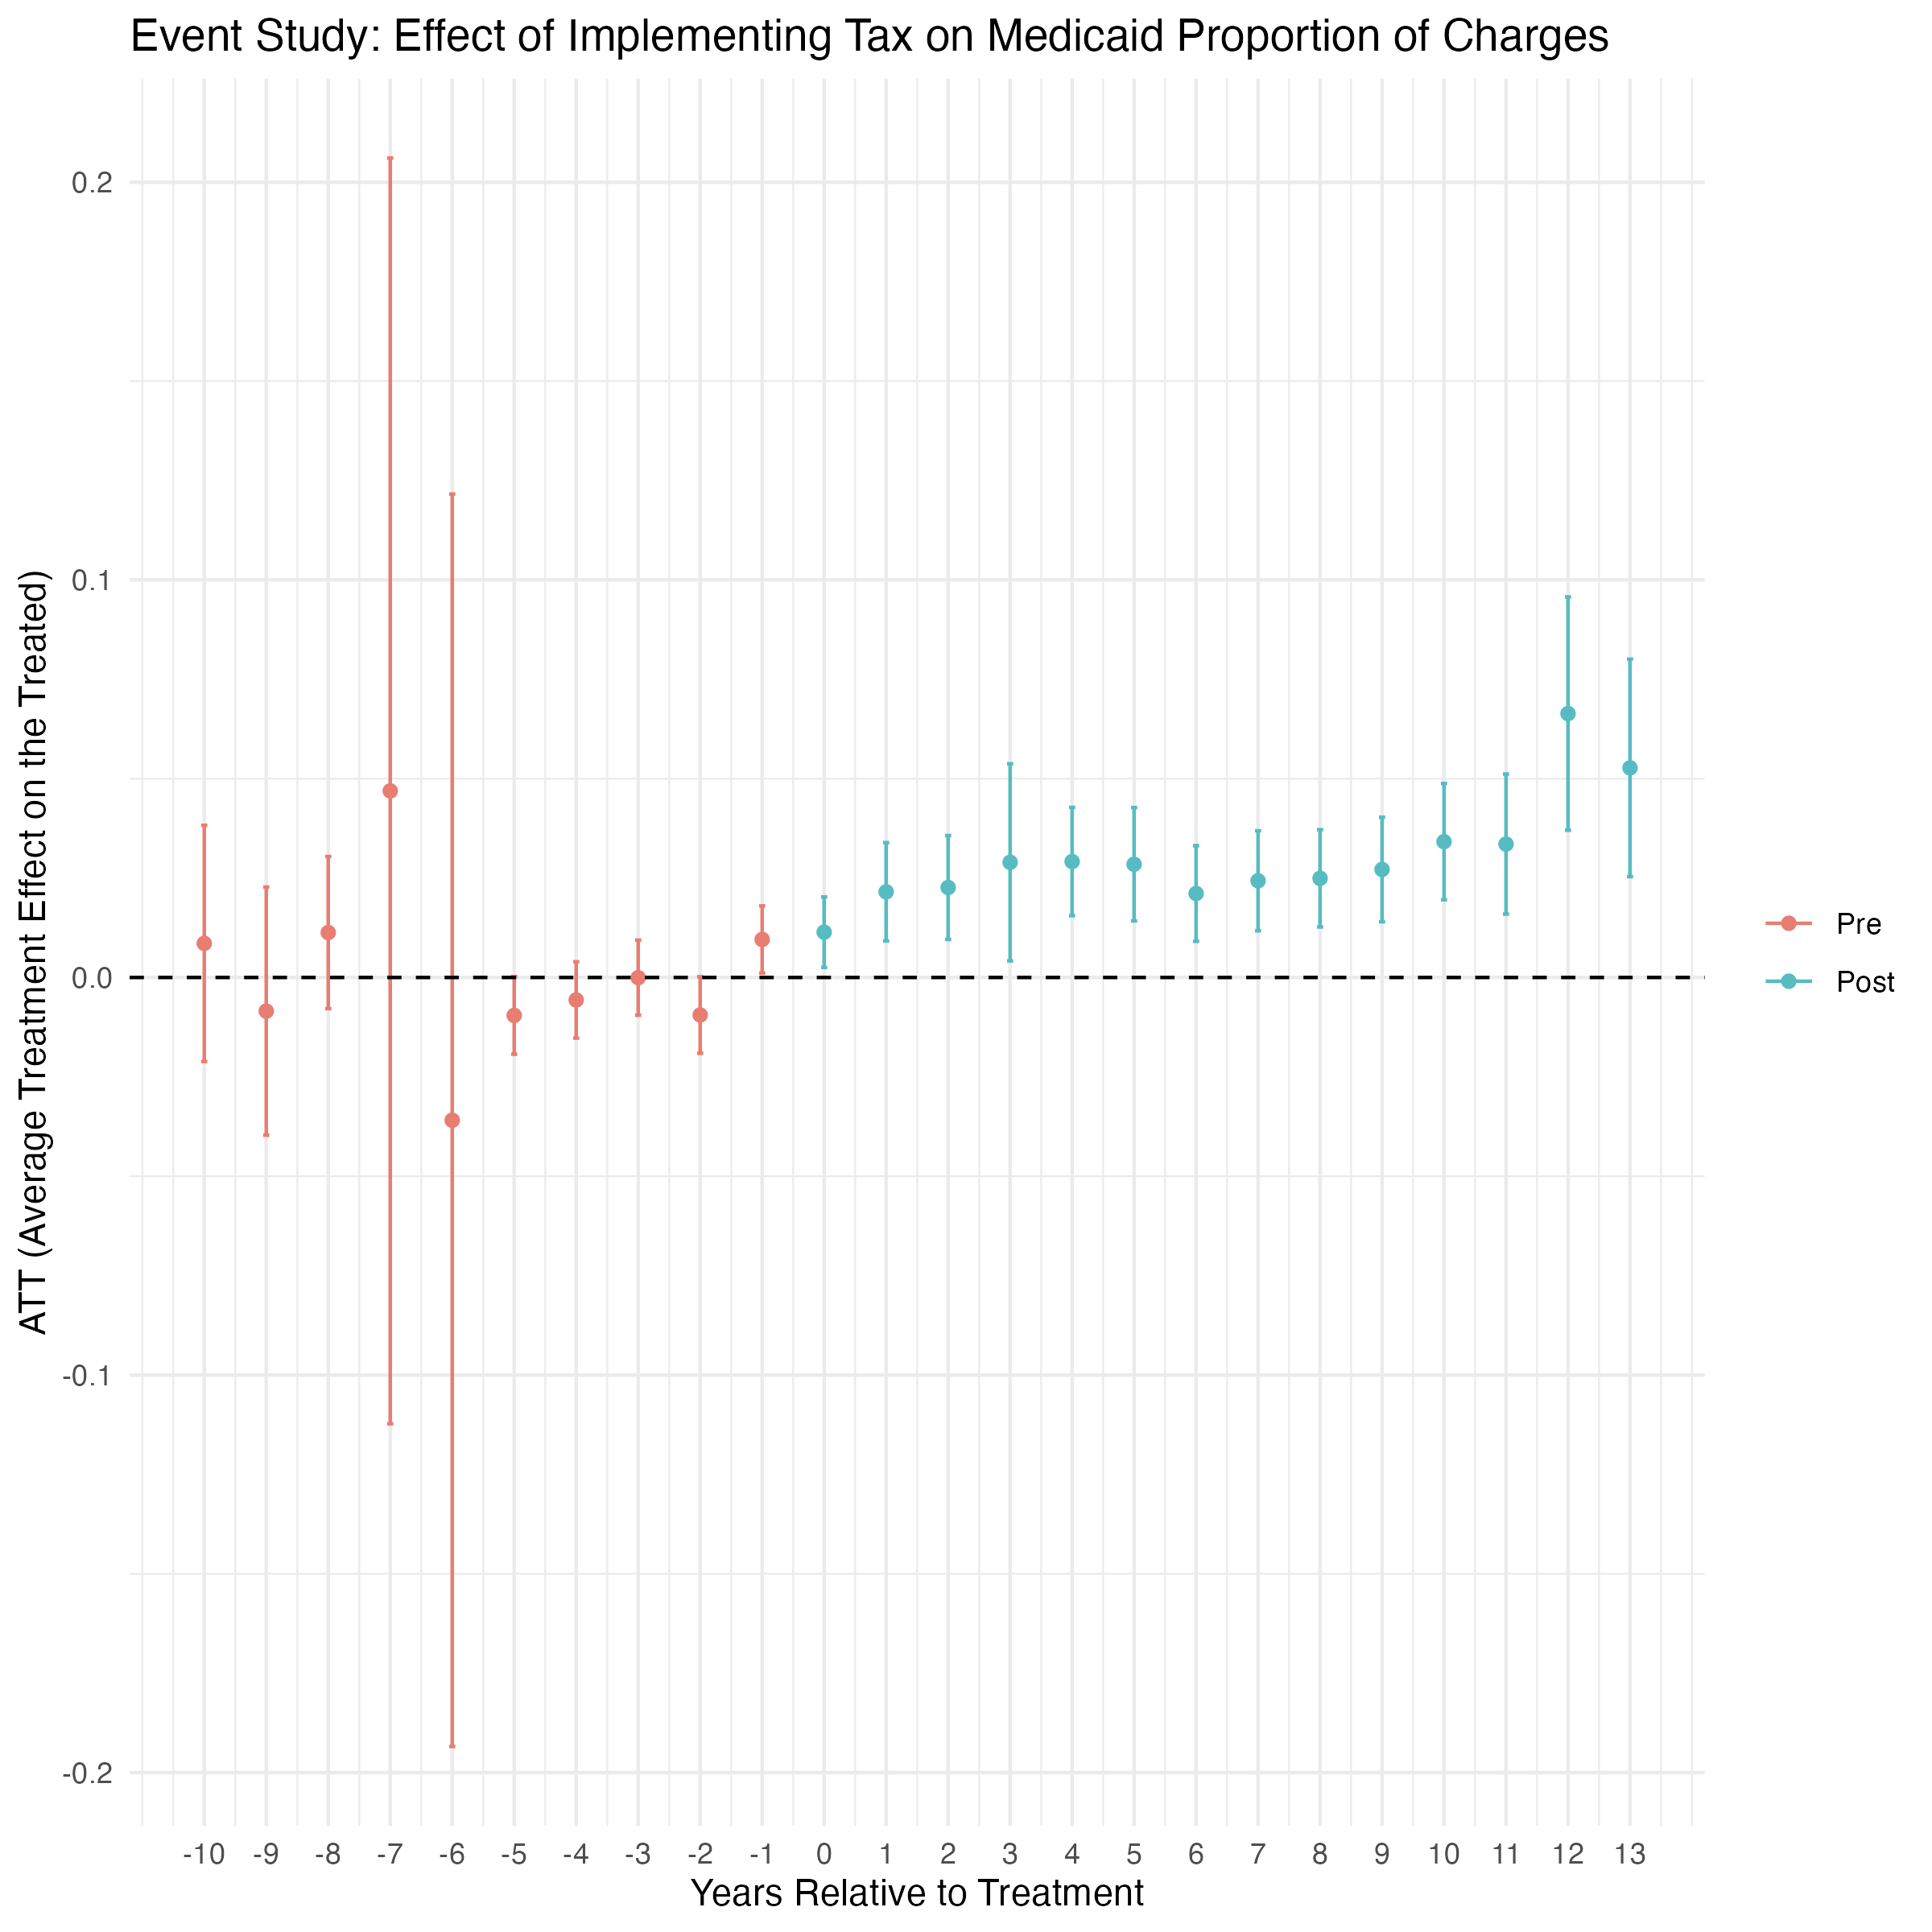 Event Study: Effect of Implementing Tax on Medicaid Proportion of Charges
ATT (Average Treatment Effect on the Treated)
0.2
0.1
0.0
-0.1
-0.2
Pre
Post
-10 -9 -8 -7 -6 -5 -4 -3 -2 -1 0 1 2 3 4 5 6 7 8 9 10 11 12 13
Years Relative to Treatment